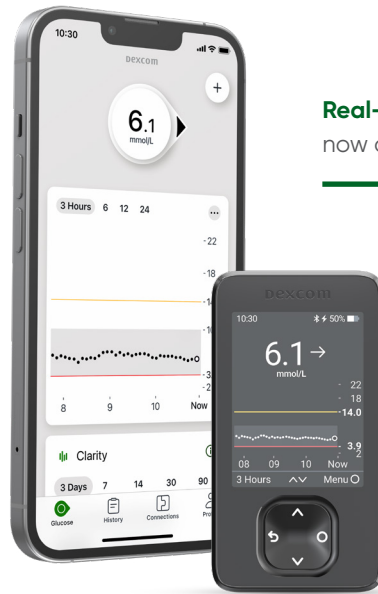 10:30
Dexcom
+
6.1
mmol/L
3 Hours 6 12 24
22
18
8 9 10 Now
Clarity
3 Days 7 14 30 90
Glucose
History
Connections
Real-
now
Dexcom
10:30
50%
6.1
mmol/L
22
18
14.0
3.9
2
08 09 10 Now
3 Hours
Menu